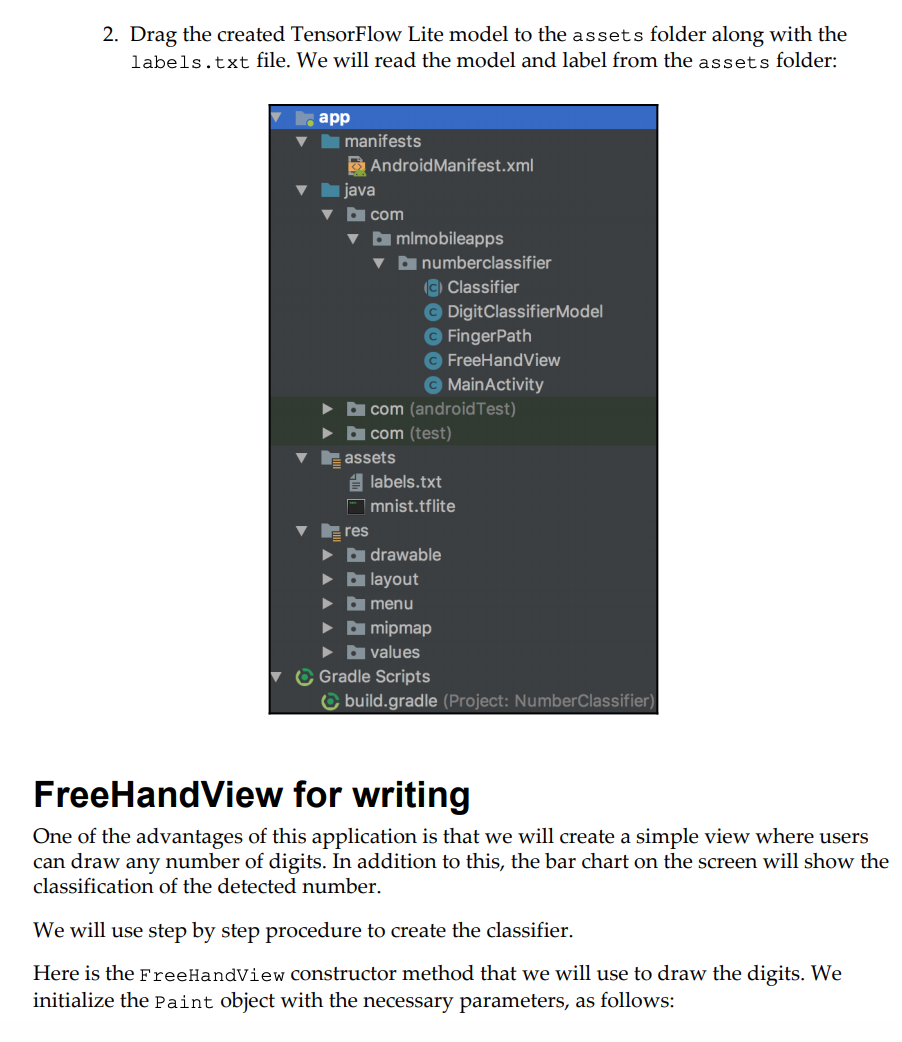 2. Drag the created TensorFlow Lite model to the assets folder along with the
labels.txt file. We will read the model and label from the assets folder:
app
manifests
AndroidManifest.xml
java
com
mlmobileapps
numberclassifier
Classifier
DigitClassifierModel
FingerPath
FreeHandView
MainActivity
com (androidTest)
com (test)
assets
labels.txt
mnist.tflite
res
drawable
layout
menu
mipmap
values
Gradle Scripts
build.gradle (Project: NumberClassifier)
FreeHandView for writing
One of the advantages of this application is that we will create a simple view where users
can draw any number of digits. In addition to this, the bar chart on the screen will show the
classification of the detected number.
We will use step by step procedure to create the classifier.
Here is the FreeHandView constructor method that we will use to draw the digits. We
initialize the Paint object with the necessary parameters, as follows: